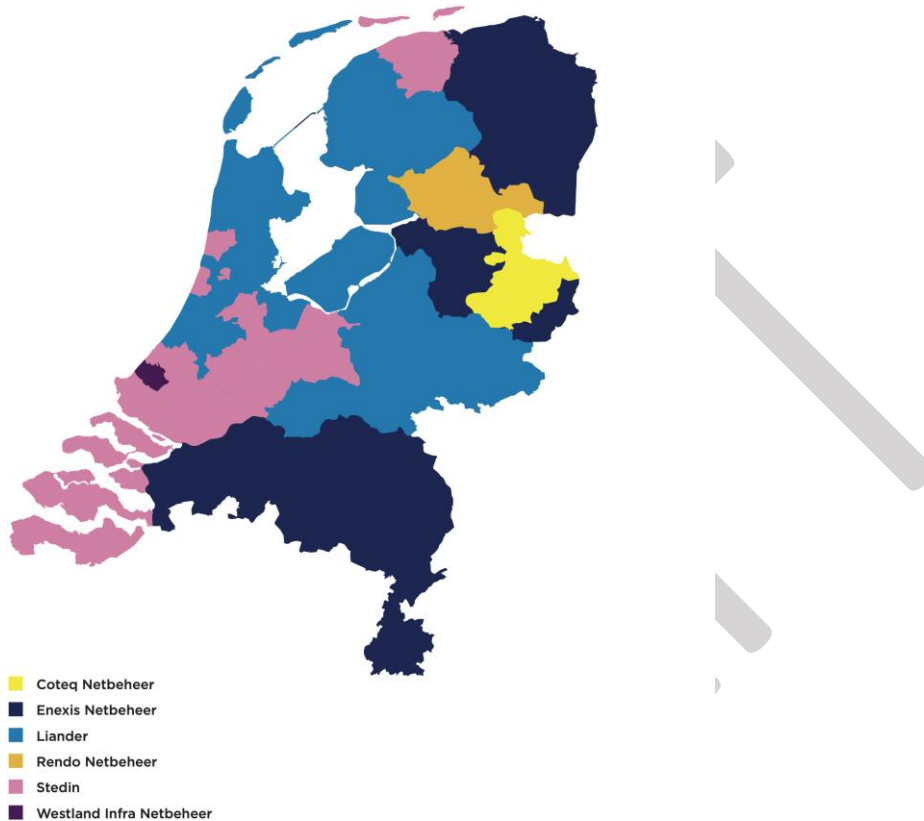 Coteq Netbeheer
Enexis Netbeheer
Liander
Rendo Netbeheer
Stedin
Westland Infra Netbeheer